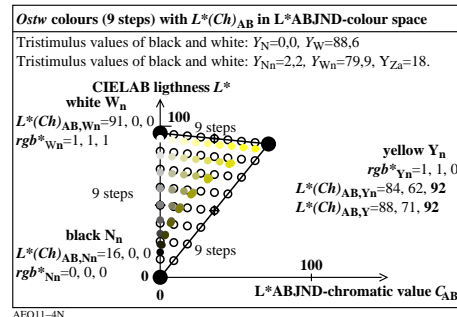 Ostw colours (9 steps) with L*(Ch)AB in L*ABJND-colour space
Tristimulus values of black and white: YN=0,0, YW=88,6
Tristimulus values of black and white: YNn=2,2, YWn=79,9, YZa=18.
CIELAB ligthness L*
white Wn
100
L*(Ch)AB,Wn=91, 0, 0
9 steps
rgb*Wn=1, 1, 1
yellow Yn
rgb*Yn=1, 1, 0
L*(Ch)AB,Yn=84, 62, 92
9 steps
L*(Ch)AB,Y=88, 71, 92
black Nn
L*(Ch)AB,Nn=16, 0, 0
9 steps
rgb*Nn=0, 0, 0
0
100
0
L*ABJND-chromatic value CAB
AEO11-4N